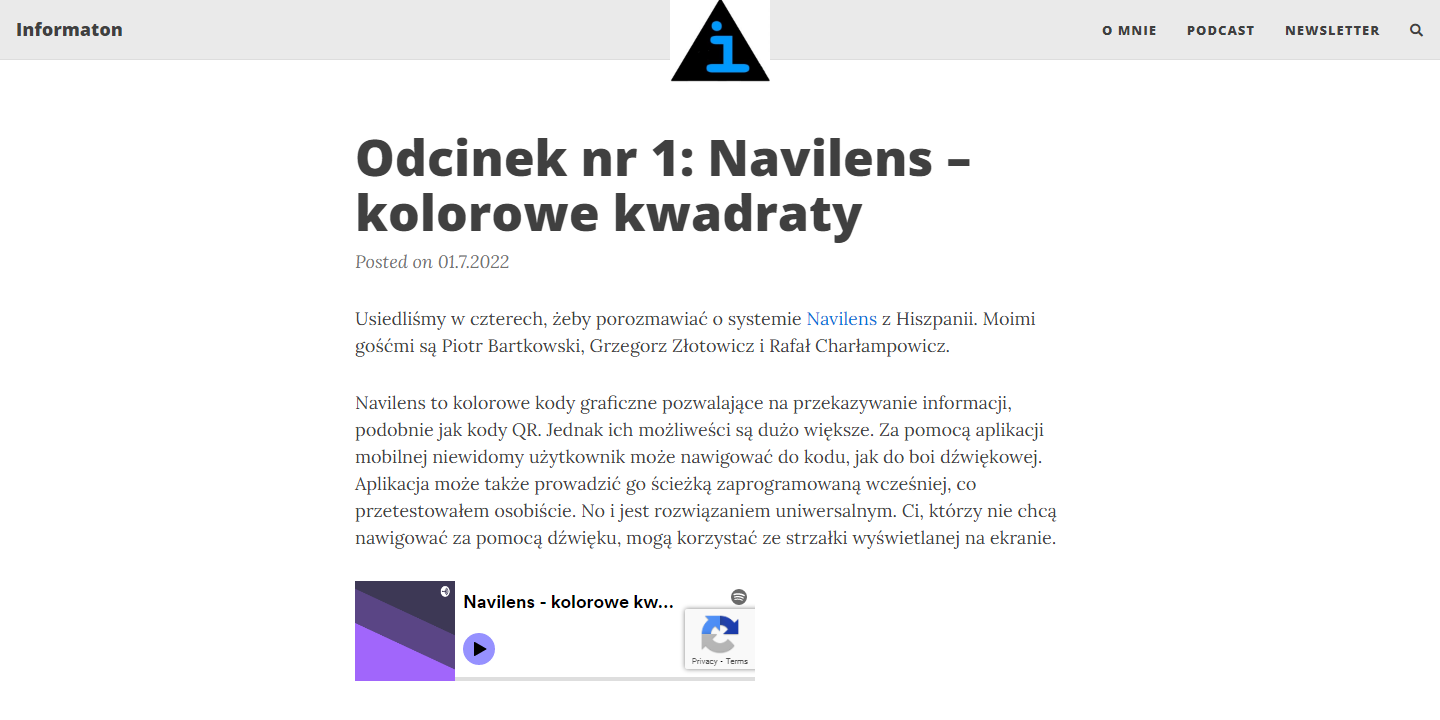 Informaton
i
O MNIE
PODCAST
NEWSLETTER
Odcinek nr 1: Navilens –
kolorowe kwadraty
Posted on 01.7.2022
Usiedliśmy w czterech, żeby porozmawiać o systemie Navilens z Hiszpanii. Moimi
gośćmi są Piotr Bartkowski, Grzegorz Złotowicz i Rafał Charłampowicz.
Navilens to kolorowe kody graficzne pozwalające na przekazywanie informacji,
podobnie jak kody QR. Jednak ich możliweści są dużo większe. Za pomocą aplikacji
mobilnej niewidomy użytkownik może nawigować do kodu, jak do boi dźwiękowej.
Aplikacja może także prowadzić go ścieżką zaprogramowaną wcześniej, co
przetestowałem osobiście. No i jest rozwiązaniem uniwersalnym. Ci, którzy nie chcą
nawigować za pomocą dźwięku, mogą korzystać ze strzałki wyświetlanej na ekranie.
Navilens - kolorowe kw...
Privacy - Terms